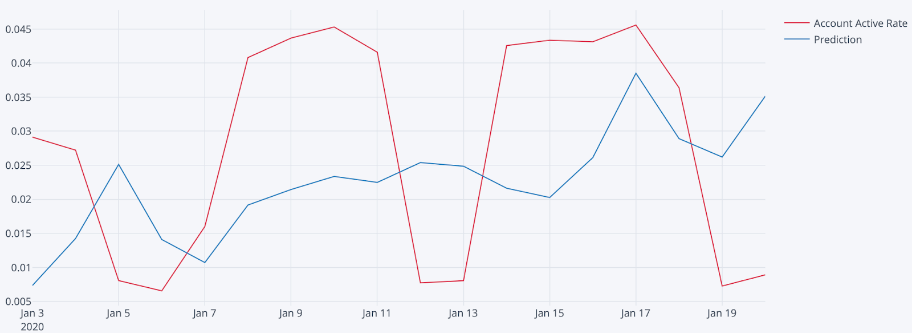 0.045
0.04
0.035
0.03
0.025
0.02
0.015
0.01
0.005
Jan 3
2020
Jan 5
Jan 7
Jan 9
Jan 11
Jan 13
Jan 15
Jan 17
Jan 19
Account Active Rate
Prediction